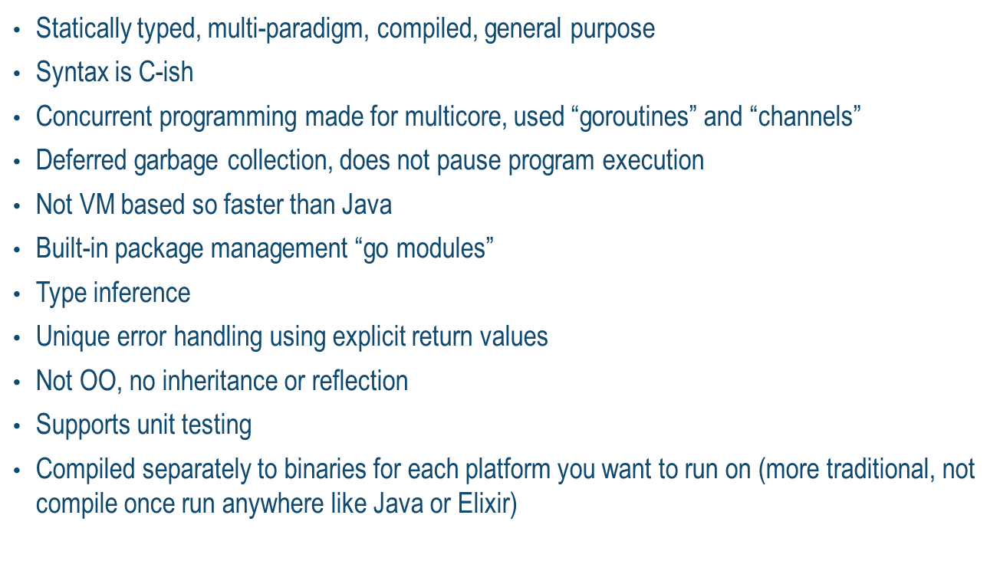 • Statically typed, multi-paradigm, compiled, general purpose
• Syntax is C-ish
• Concurrent programming made for multicore, used “goroutines” and “channels”
• Deferred garbage collection, does not pause program execution
• Not VM based so faster than Java
• Built-in package management “go modules”
• Type inference
• Unique error handling using explicit return values
• Not OO, no inheritance or reflection
• Supports unit testing
• Compiled separately to binaries for each platform you want to run on (more traditional, not
compile once run anywhere like Java or Elixir)